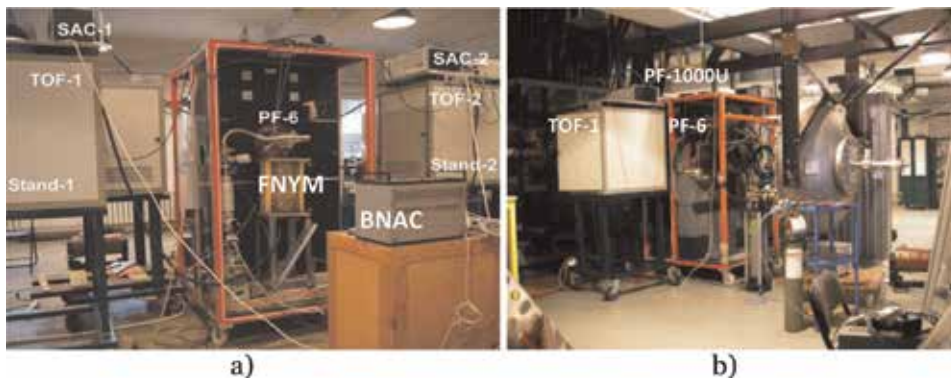 SAC-1
TOF-1
PF-6
SAC-2
TOF-2
Stand-1
FNYM
Stand-2
BNAC
PF-1000U
TOF-1
PF-6
a)
b)